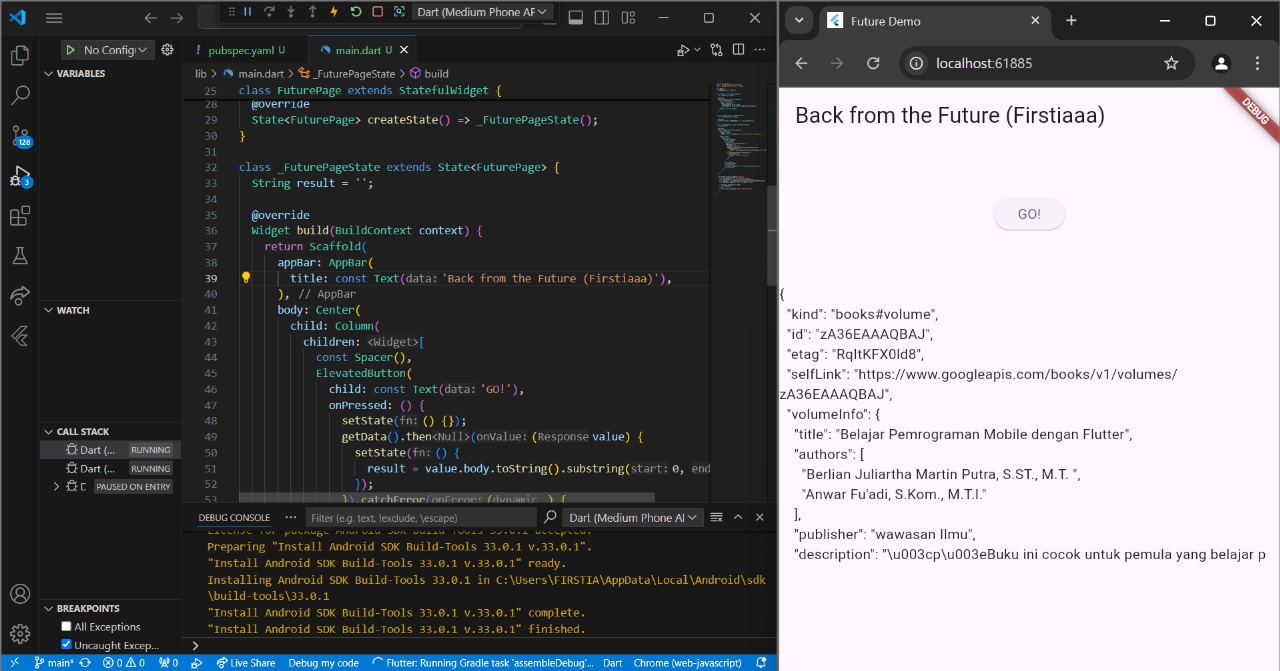 Dart (Medium Phone AF
No Config
VARIABLES
WATCH
CALL STACK
Dart (... RUNNING
Dart (... RUNNING
PAUSED ON ENTRY
BREAKPOINTS
All Exceptions
Uncaught Excep...
128
3
! pubspec.yaml U
main.dart U
lib > main.dart > _FuturePageState > build
25 class FuturePage extends StatefulWidget {
28 @override
29 State<FuturePage> createState() => _FuturePageState();
30 }
31
32 class _FuturePageState extends State<FuturePage> {
33 String result = '';
34
35 @override
36 Widget build(BuildContext context) {
37 return Scaffold(
38 appBar: AppBar(
39 title: const Text(data: 'Back from the Future (Firstiaaa)'),
40 ), // AppBar
41 body: Center(
42 child: Column(
43 children: <Widget>[
44 const Spacer(),
45 ElevatedButton(
46 child: const Text(data: 'GO!'),
47 onPressed: () {
48 setState(fn: () {});
49 getData().then<Null>(onValue: (Response value) {
50 setState(fn: () {
51 result = value.body.toString().substring(start: 0, end
52 });
53 }).catchError(onError: (dynamic _) {
DEBUG CONSOLE
Filter (e.g. text, !exclude, \escape)
Dart (Medium Phone AI
License for package Android SDK Build-Tools 33.0.1 accepted.
Preparing "Install Android SDK Build-Tools 33.0.1 v.33.0.1".
"Install Android SDK Build-Tools 33.0.1 v.33.0.1" ready.
Installing Android SDK Build-Tools 33.0.1 in C:\Users\FIRSTIA\AppData\Local\Android\sdk
\build-tools\33.0.1
"Install Android SDK Build-Tools 33.0.1 v.33.0.1" complete.
"Install Android SDK Build-Tools 33.0.1 v.33.0.1" finished.
main* 0 0 0 Live Share Debug my code Flutter: Running Gradle task 'assembleDebug'... Dart Chrome (web-javascript)
Future Demo
localhost:61885
DEBUG
Back from the Future (Firstiaaa)
GO!
{
"kind": "books#volume",
"id": "zA36EAAAQBAJ",
"etag": "RqItKFX0Id8",
"selfLink": "https://www.googleapis.com/books/v1/volumes/
zA36EAAAQBAJ",
"volumeInfo": {
"title": "Belajar Pemrograman Mobile dengan Flutter",
"authors": [
"Berlian Juliartha Martin Putra, S.ST., M.T. ",
"Anwar Fu'adi, S.Kom., M.T.I."
],
"publisher": "wawasan Ilmu",
"description": "\u003cp\u003eBuku ini cocok untuk pemula yang belajar p